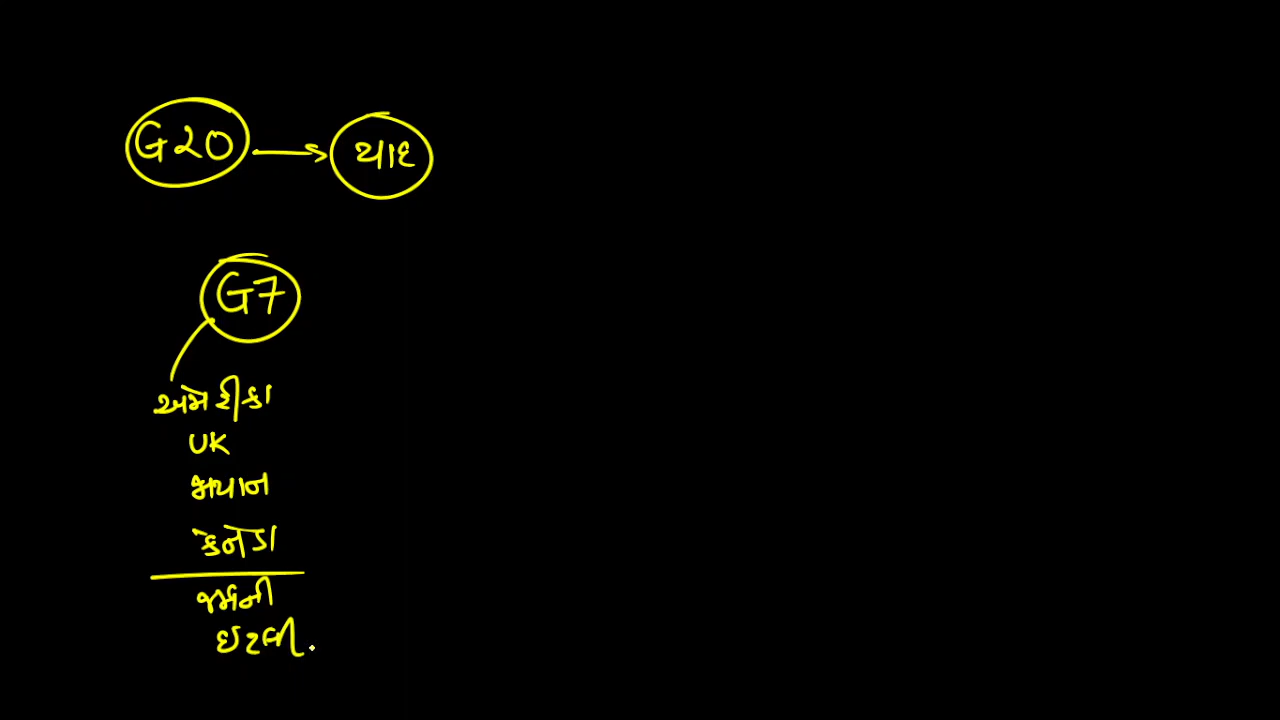 G20 → યાદ
G7
અમેરીકા
UK
જાપાન
કેનેડા
જર્મની
ઇટલી